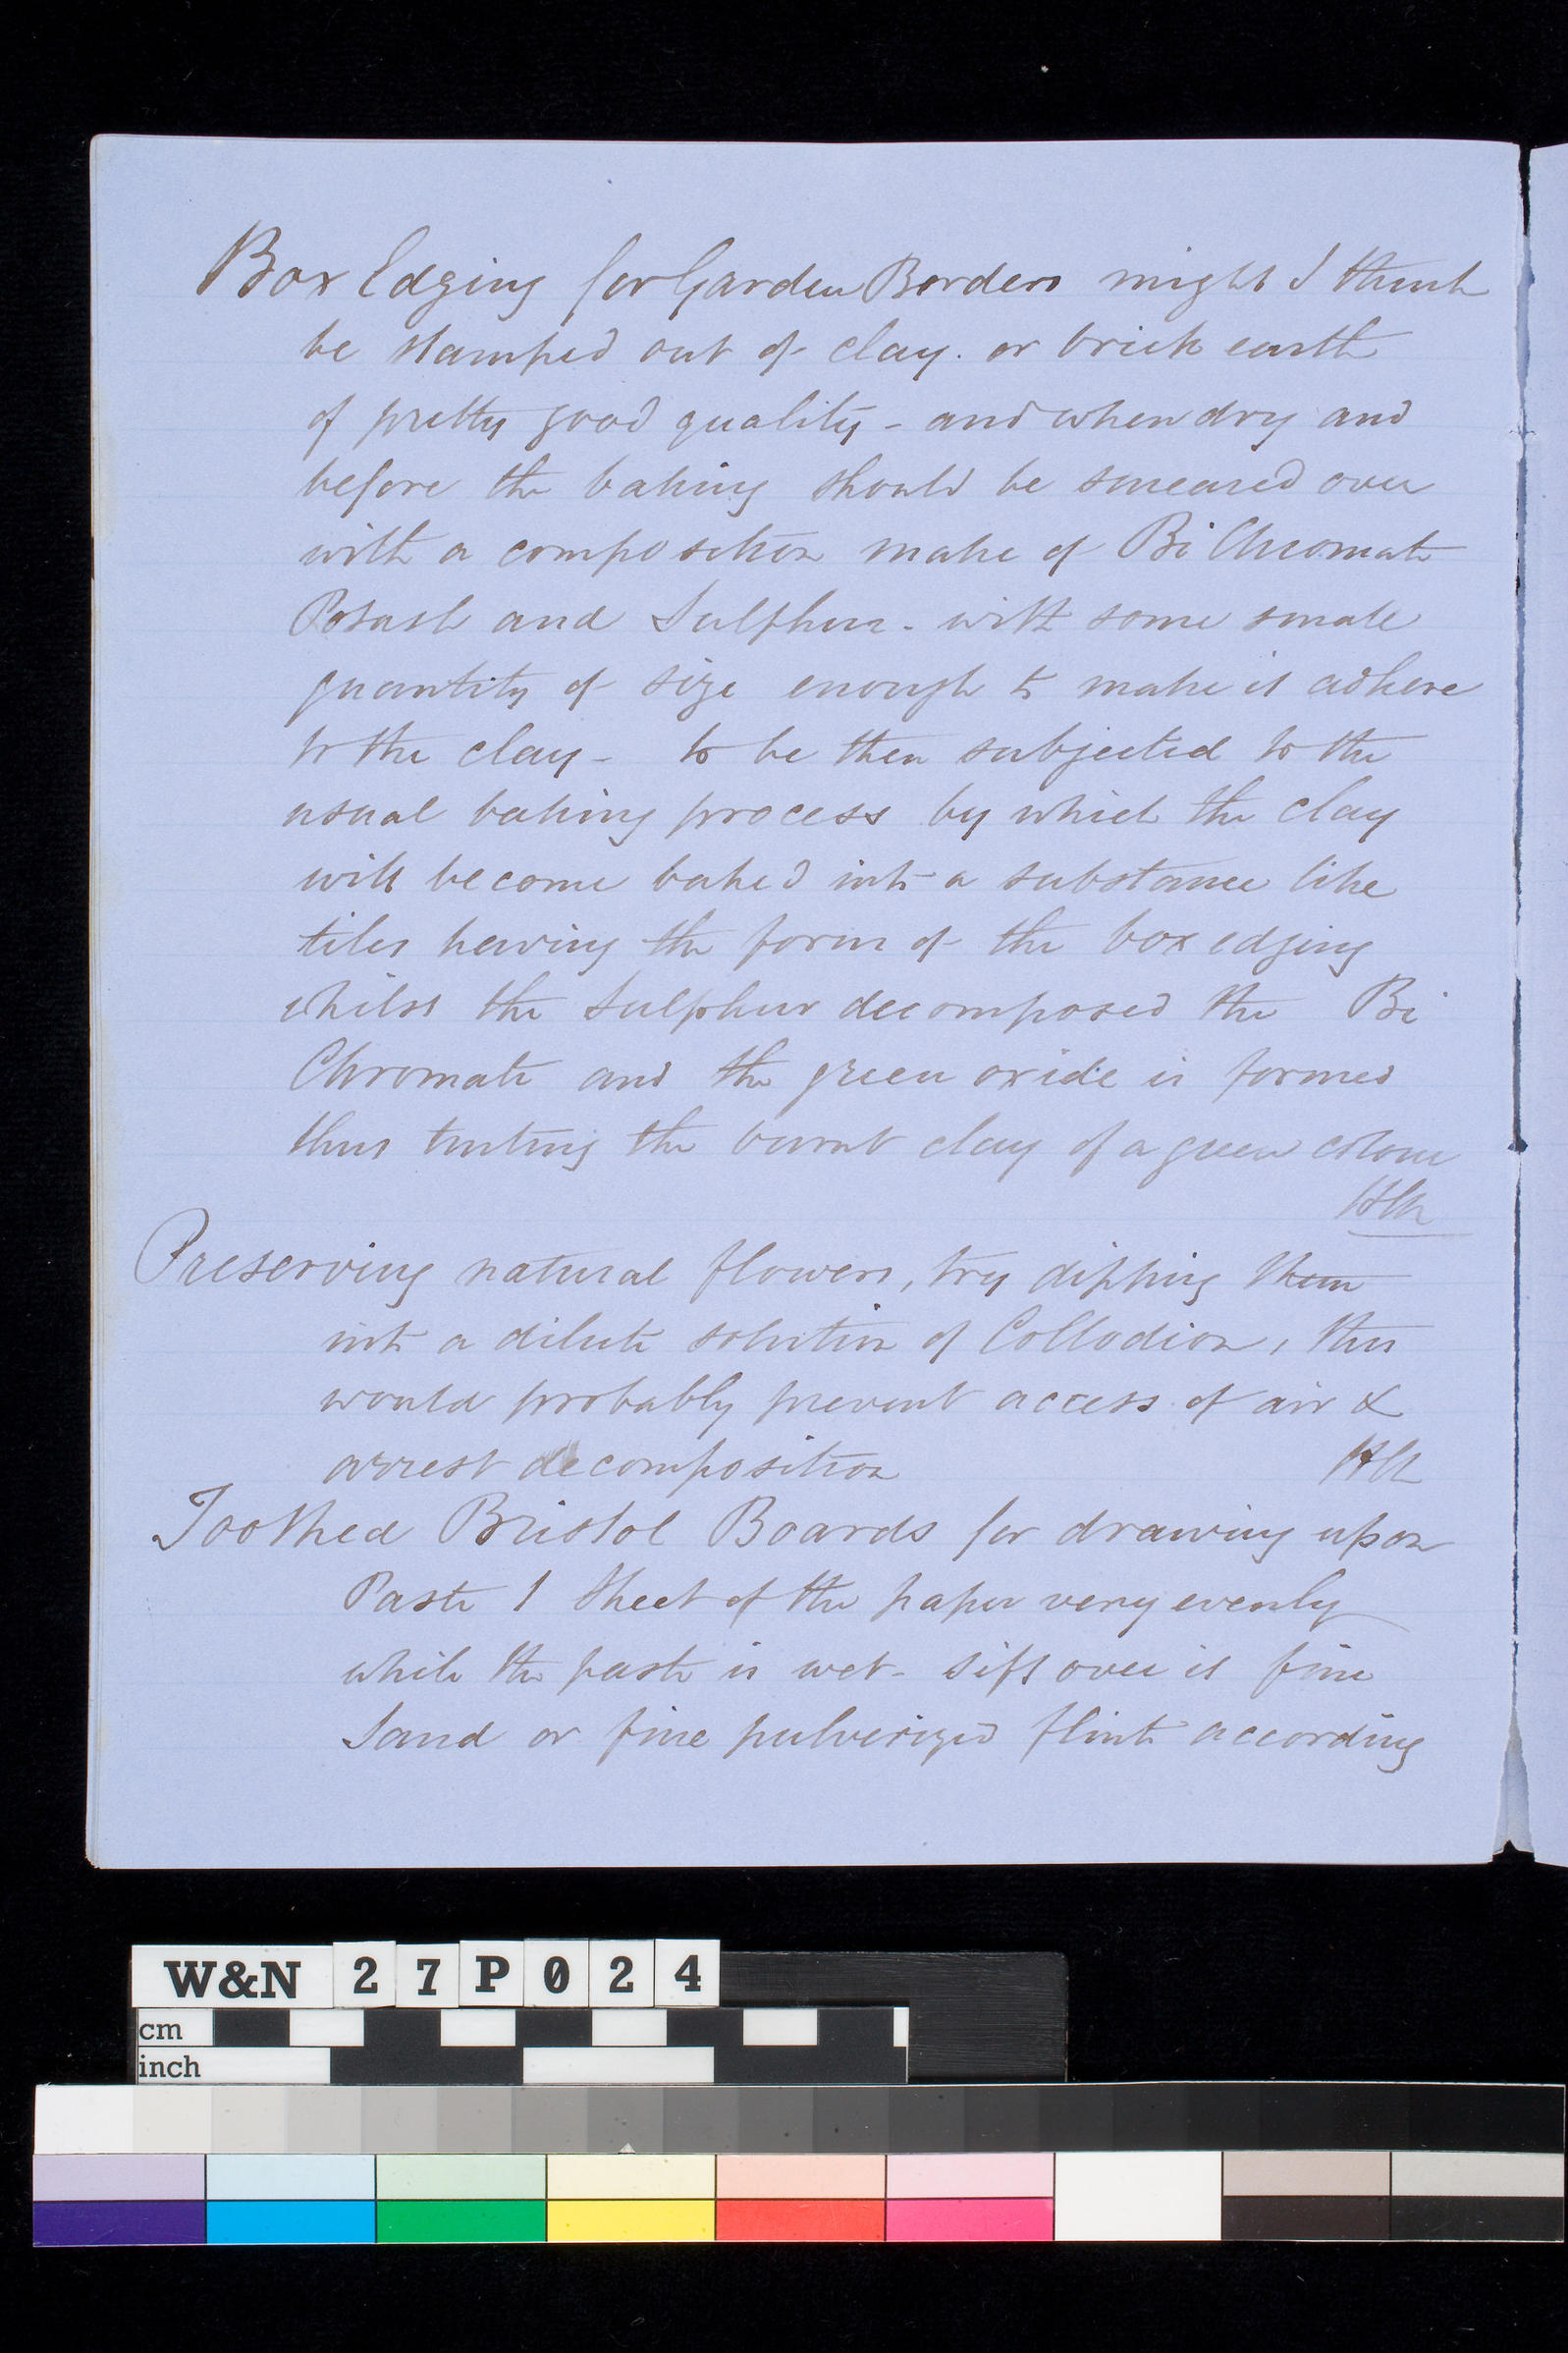 Box Edging for Garden Borders might I think
be stamped out of clay. or brick earth
of pretty good quality - and when dry and
before the baking should be smeared over
with a composition make of Bi Chromate
Potash and Sulphur - with some small
quantity of size enough to make it adhere
to the clay - to be then subjected to the
usual baking process by which the clay
will become baked into a substance like
tiles having the form of the box edging
whilst the Sulphur decomposed the Bi
Chromate and the green oxide is formed
thus tinting the burnt clay of a green colour
Preserving natural flowers, try dipping them
into a dilute solution of Collodion, this
would probably prevent access of air &
arrest decomposition
Toothed Bristol Boards for drawing upon
Paste 1 sheet of the paper very evenly
while the paste is wet - sift over it fine
Sand or fine pulverized flint according
W&N 27P024
cm
inch